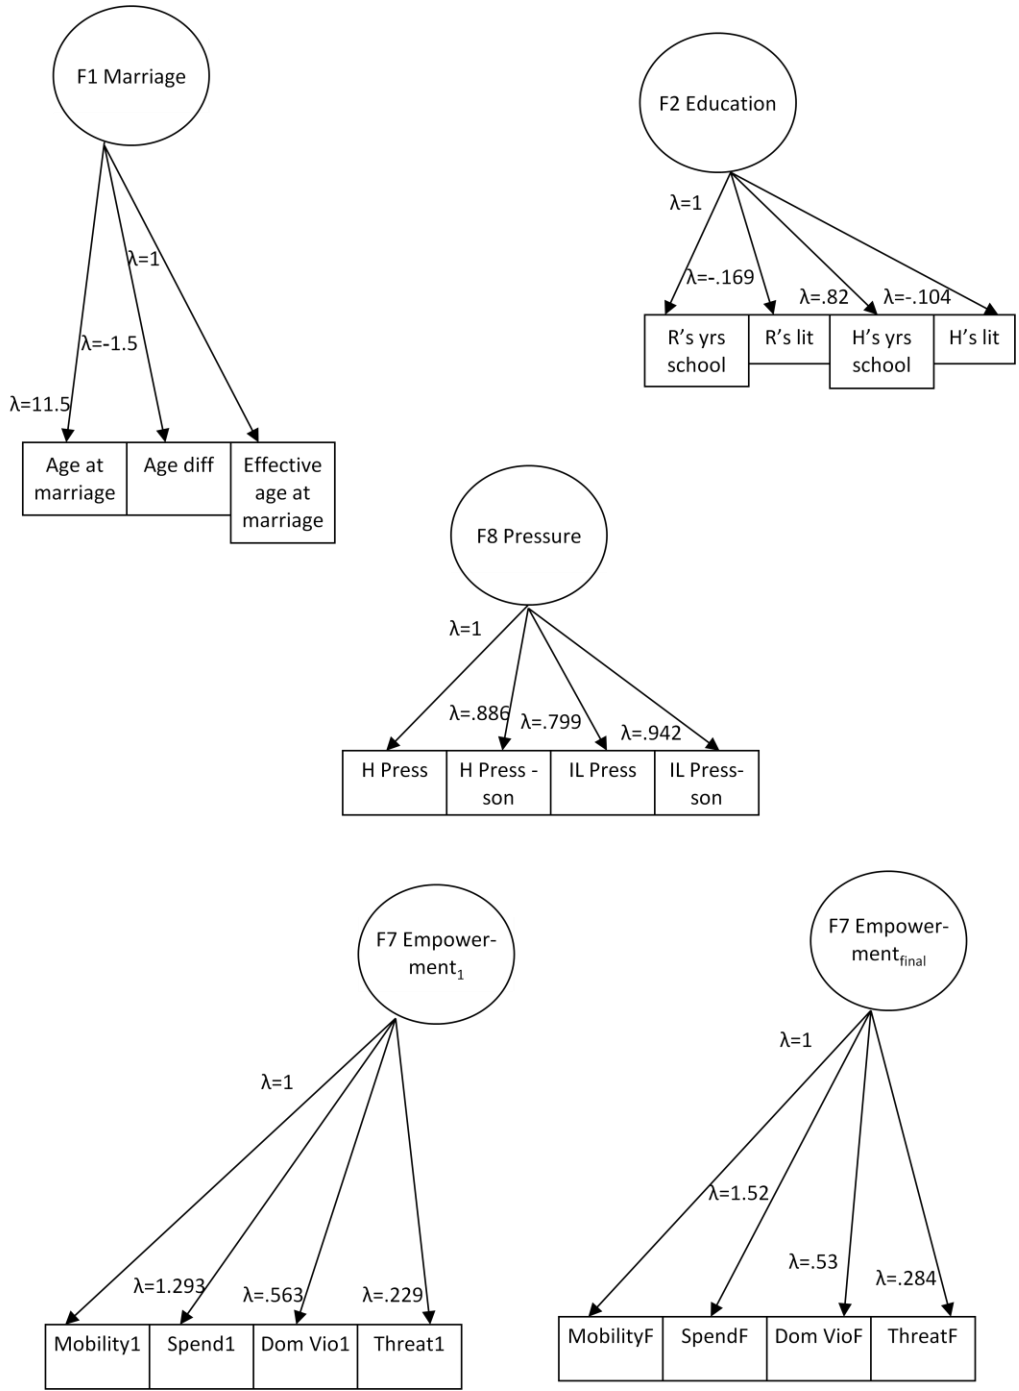 F1 Marriage
λ=1
λ=-1.5
λ=11.5
Age at
marriage
Age diff
Effective
age at
marriage
F2 Education
λ=1
λ=-.169
λ=.82
λ=-.104
R's yrs
school
R's lit
H's yrs
school
H's lit
F8 Pressure
λ=1
λ=.886
λ=.799
λ=.942
H Press
H Press -
son
IL Press
IL Press-
son
F7 Empower-
ment1
λ=1
λ=1.293
λ=.563
λ=.229
Mobility1
Spend1
Dom Vio1
Threat1
F7 Empower-
mentfinal
λ=1
λ=1.52
λ=.53
λ=.284
MobilityF
SpendF
Dom VioF
ThreatF